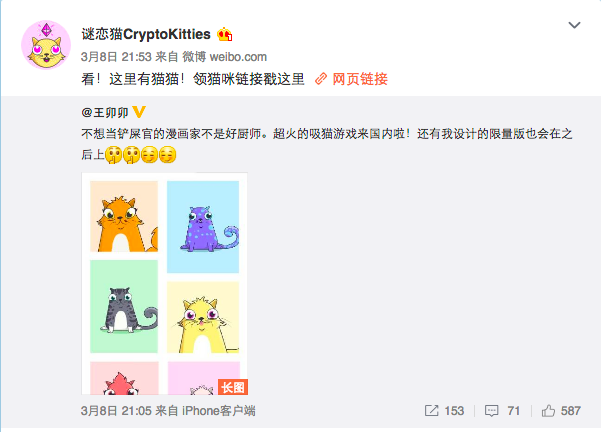 谜恋猫CryptoKitties
3月8日 21:53 来自 微博 weibo.com
看！这里有猫猫！领猫咪链接戳这里 网页链接
@王卯卯
不想当铲屎官的漫画家不是好厨师。超火的吸猫游戏来国内啦！还有我设计的限量版也会在之
后上🤫🤫😏😏
长图
3月8日 21:05 来自 iPhone客户端
153
71
587